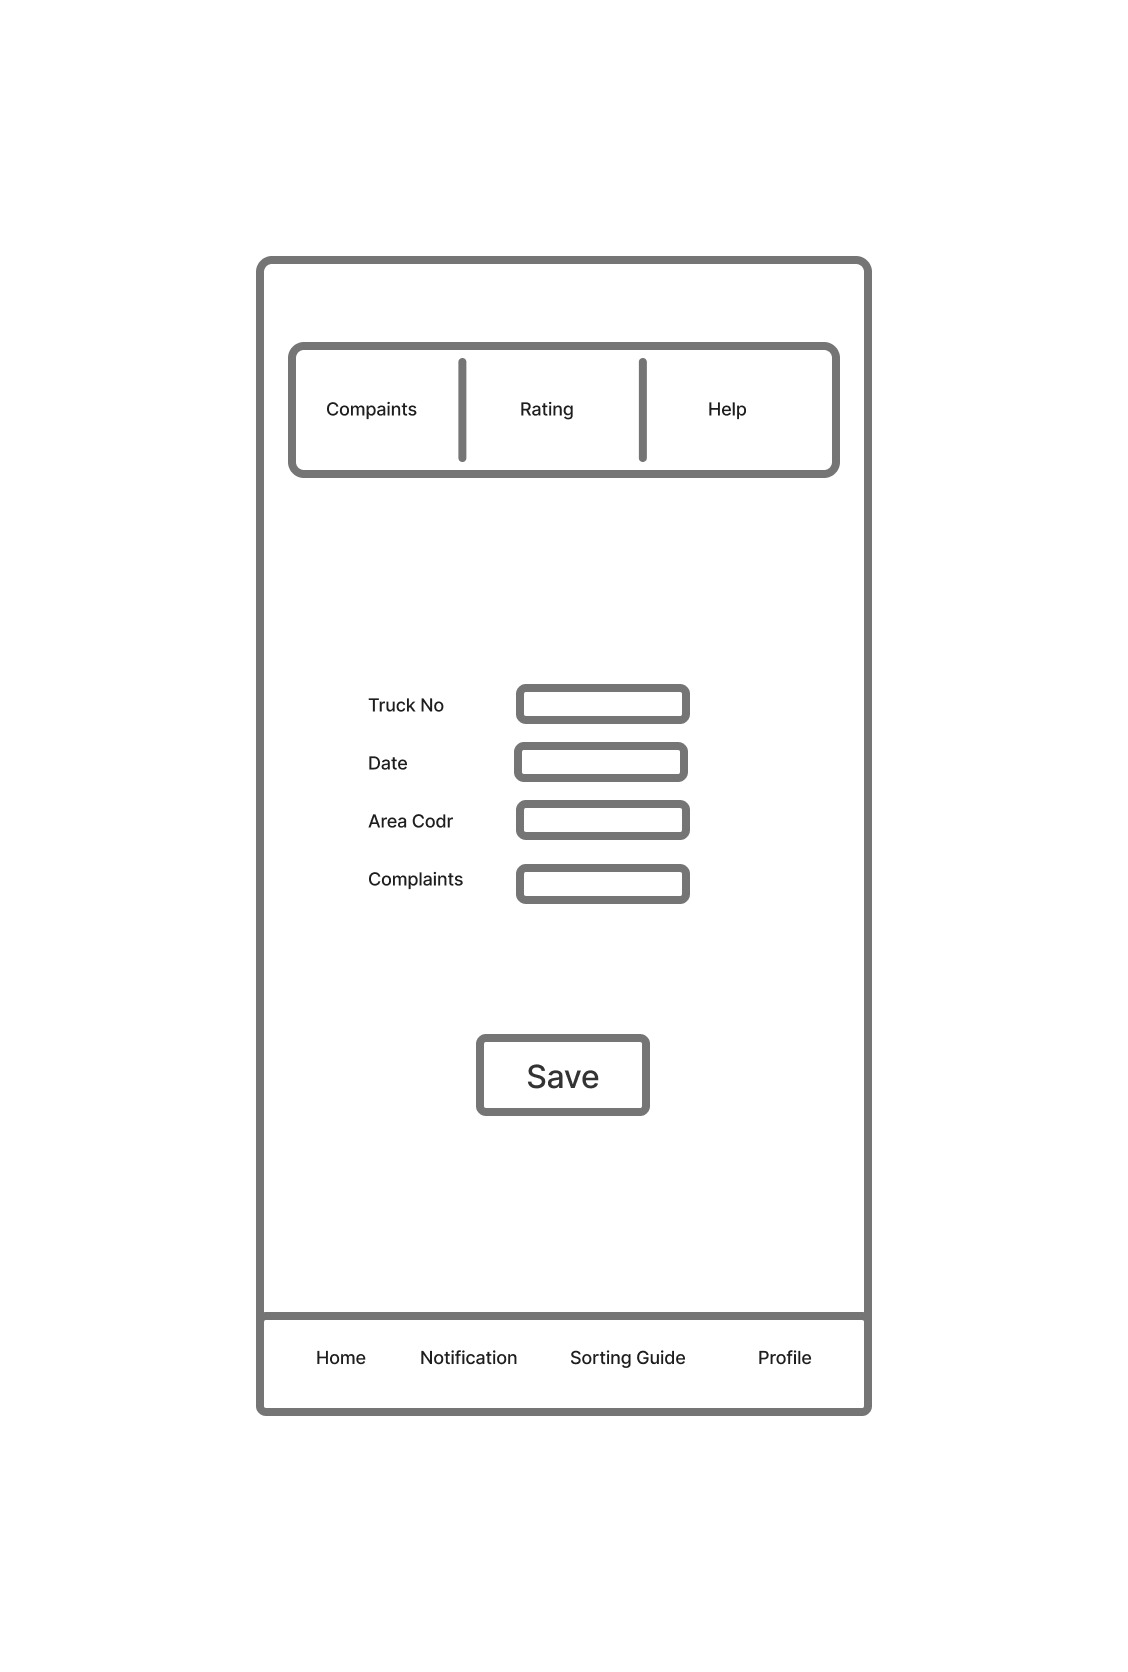 Compaints Rating Help
Truck No
Date
Area Codr
Complaints
Save
Home Notification Sorting Guide Profile